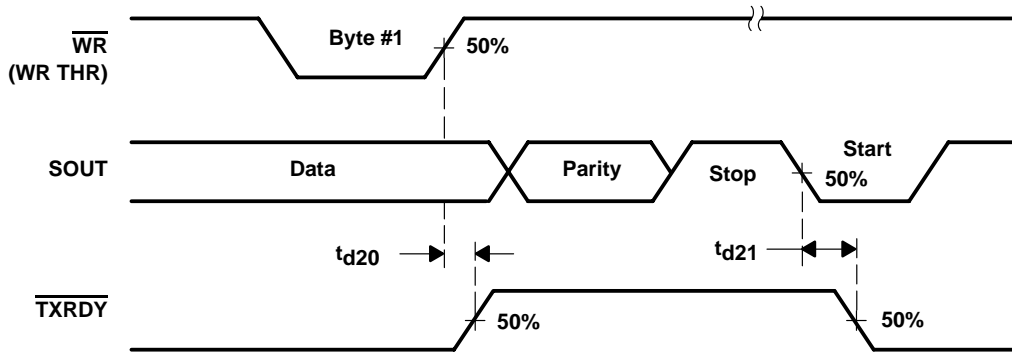 WR
(WR THR)
Byte #1
50%
SOUT
Data
Parity
Stop
Start
50%
td20
td21
TXRDY
50%
50%